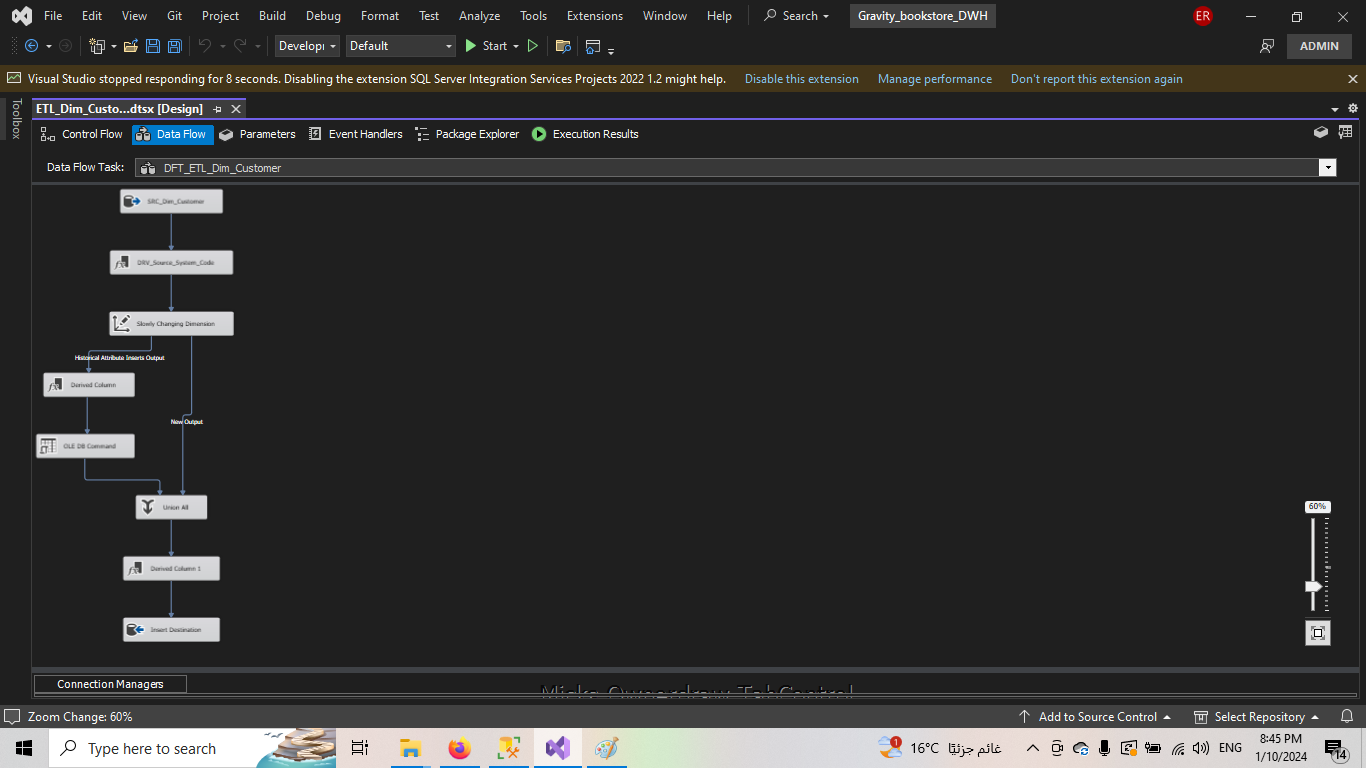 File Edit View Git Project Build Debug Format Test Analyze Tools Extensions Window Help Search Gravity_bookstore_DWH ER
Develop Default Start ADMIN
Visual Studio stopped responding for 8 seconds. Disabling the extension SQL Server Integration Services Projects 2022 1.2 might help. Disable this extension Manage performance Don't report this extension again
Toolbox
ETL_Dim_Custo...dtsx [Design]
Control Flow Data Flow Parameters Event Handlers Package Explorer Execution Results
Data Flow Task: DFT_ETL_Dim_Customer
SRC_Dim_Customer
DRV_Source_System_Code
Slowly Changing Dimension
Historical Attribute Inserts Output
Derived Column
New Output
OLE DB Command
Union All
60%
Derived Column 1
Insert Destination
Connection Managers
Zoom Change: 60% Add to Source Control Select Repository
Type here to search 1 16°C غائم جزئيًا ENG 8:45 PM
1/10/2024 14